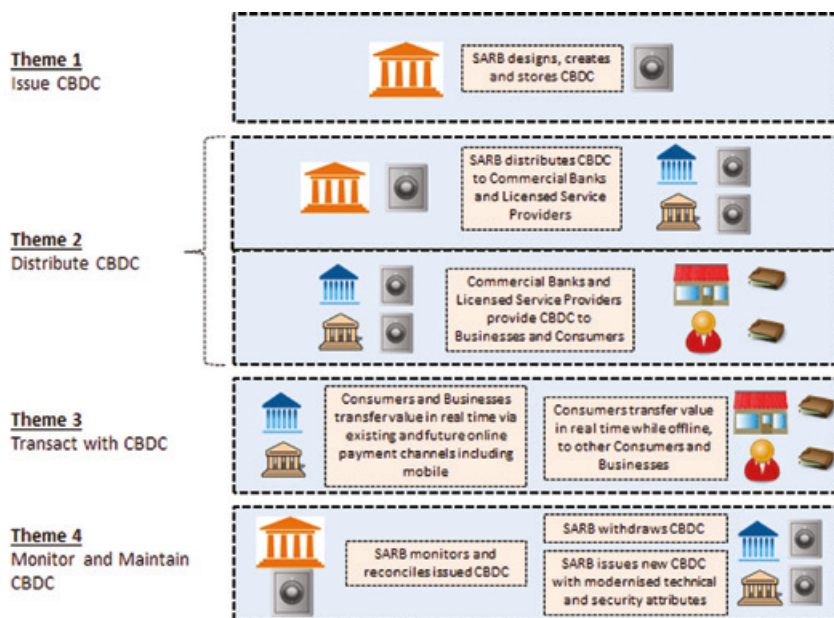 Theme 1
Issue CBDC
SARB designs, creates
and stores CBDC
Theme 2
Distribute CBDC
SARB distributes CBDC
to Commercial Banks
and Licensed Service
Providers
Commercial Banks and
Licensed Service Providers
provide CBDC to
Businesses and Consumers
Theme 3
Transact with CBDC
Consumers and Businesses
transfer value in real time via
existing and future online
payment channels including
mobile
Consumers transfer value
in real time while offline,
to other Consumers and
Businesses
Theme 4
Monitor and Maintain
CBDC
SARB monitors and
reconciles issued CBDC
SARB withdraws CBDC
SARB issues new CBDC
with modernised technical
and security attributes